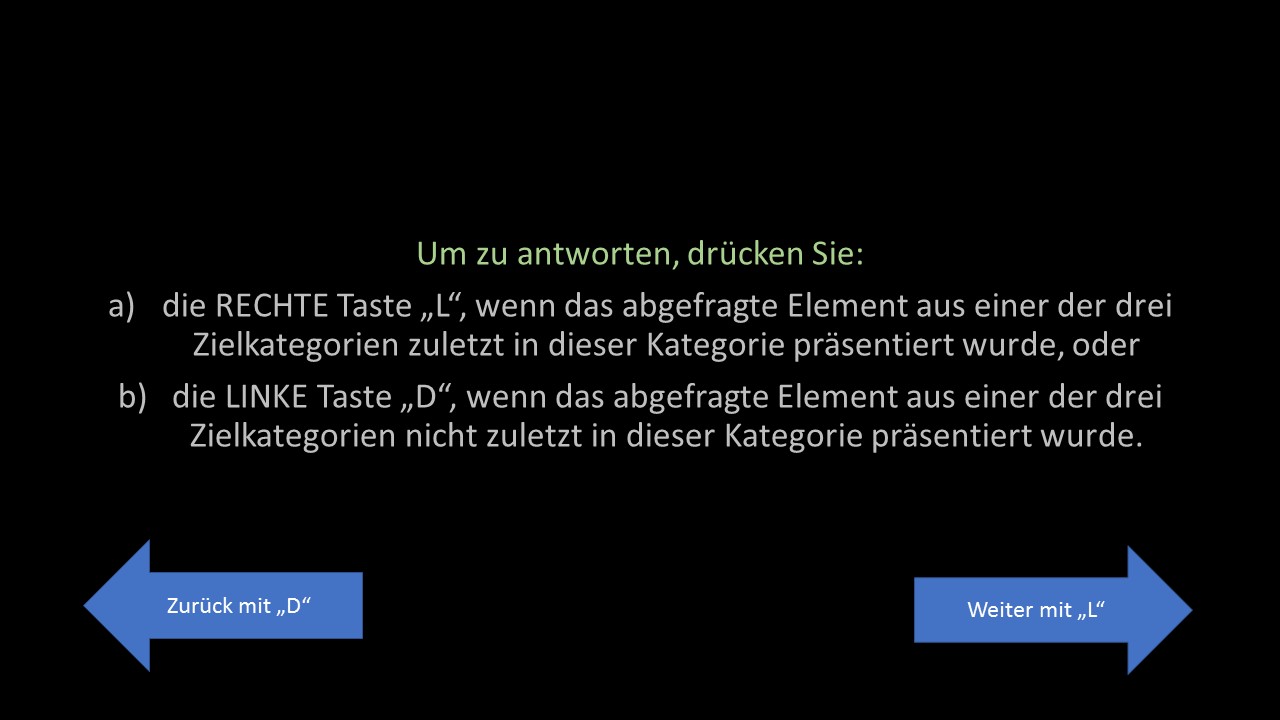 Um zu antworten, drücken Sie:
a) die RECHTE Taste „L“, wenn das abgefragte Element aus einer der drei
Zielkategorien zuletzt in dieser Kategorie präsentiert wurde, oder
b) die LINKE Taste „D“, wenn das abgefragte Element aus einer der drei
Zielkategorien nicht zuletzt in dieser Kategorie präsentiert wurde.
Zurück mit „D“
Weiter mit „L“